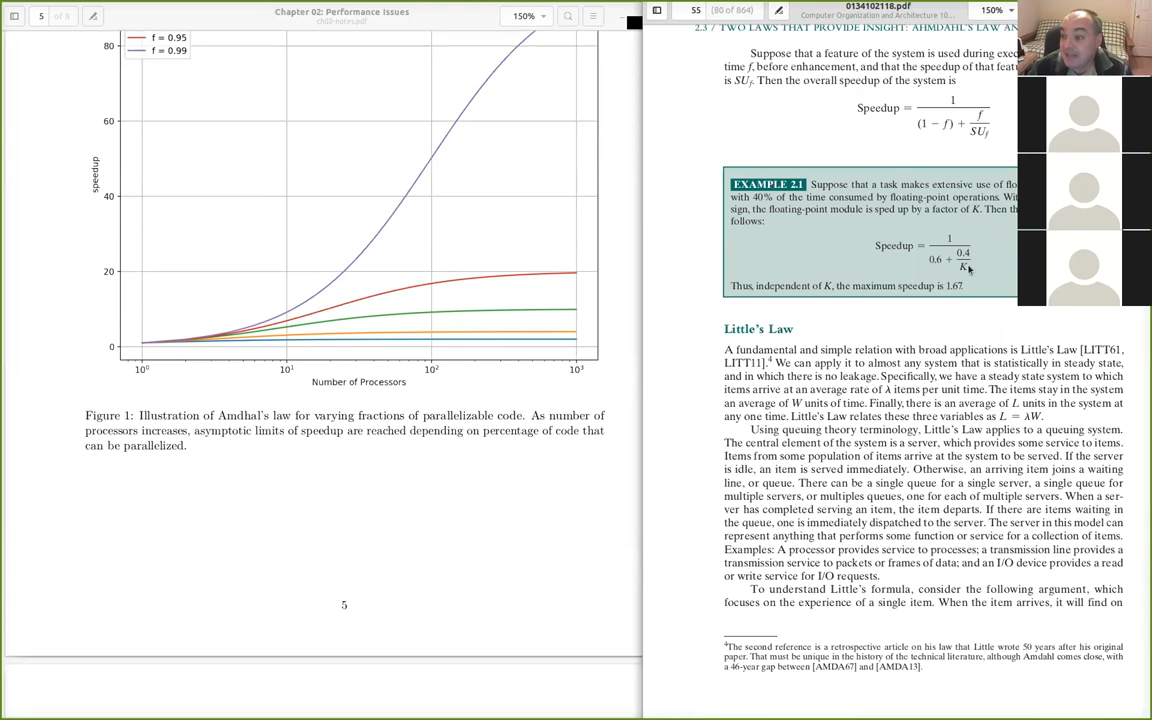 5 of 8
Chapter 02: Performance Issues
ch02-notes.pdf
150%
f = 0.95
f = 0.99
80
60
40
20
0
speedup
10⁰
10¹
10²
10³
Number of Processors
Figure 1: Illustration of Amdhal's law for varying fractions of parallelizable code. As number of
processors increases, asymptotic limits of speedup are reached depending on percentage of code that
can be parallelized.
5
55 (80 of 864)
0134102118.pdf
Computer Organization and Architecture 10...
150%
2.3 / TWO LAWS THAT PROVIDE INSIGHT: AHMDAHL'S LAW AN
Suppose that a feature of the system is used during exec
time f, before enhancement, and that the speedup of that feat
is SUf. Then the overall speedup of the system is
Speedup = 1 / ((1 − f) + f / SUf)
EXAMPLE 2.1 Suppose that a task makes extensive use of flo
with 40% of the time consumed by floating-point operations. Wit
sign, the floating-point module is sped up by a factor of K. Then th
follows:
Speedup = 1 / (0.6 + 0.4 / K)
Thus, independent of K, the maximum speedup is 1.67.
Little's Law
A fundamental and simple relation with broad applications is Little's Law [LITT61,
LITT11].⁴ We can apply it to almost any system that is statistically in steady state,
and in which there is no leakage. Specifically, we have a steady state system to which
items arrive at an average rate of λ items per unit time. The items stay in the system
an average of W units of time. Finally, there is an average of L units in the system at
any one time. Little's Law relates these three variables as L = λW.
Using queuing theory terminology, Little's Law applies to a queuing system.
The central element of the system is a server, which provides some service to items.
Items from some population of items arrive at the system to be served. If the server
is idle, an item is served immediately. Otherwise, an arriving item joins a waiting
line, or queue. There can be a single queue for a single server, a single queue for
multiple servers, or multiples queues, one for each of multiple servers. When a ser-
ver has completed serving an item, the item departs. If there are items waiting in
the queue, one is immediately dispatched to the server. The server in this model can
represent anything that performs some function or service for a collection of items.
Examples: A processor provides service to processes; a transmission line provides a
transmission service to packets or frames of data; and an I/O device provides a read
or write service for I/O requests.
To understand Little's formula, consider the following argument, which
focuses on the experience of a single item. When the item arrives, it will find on
⁴The second reference is a retrospective article on his law that Little wrote 50 years after his original
paper. That must be unique in the history of the technical literature, although Amdahl comes close, with
a 46-year gap between [AMDA67] and [AMDA13].